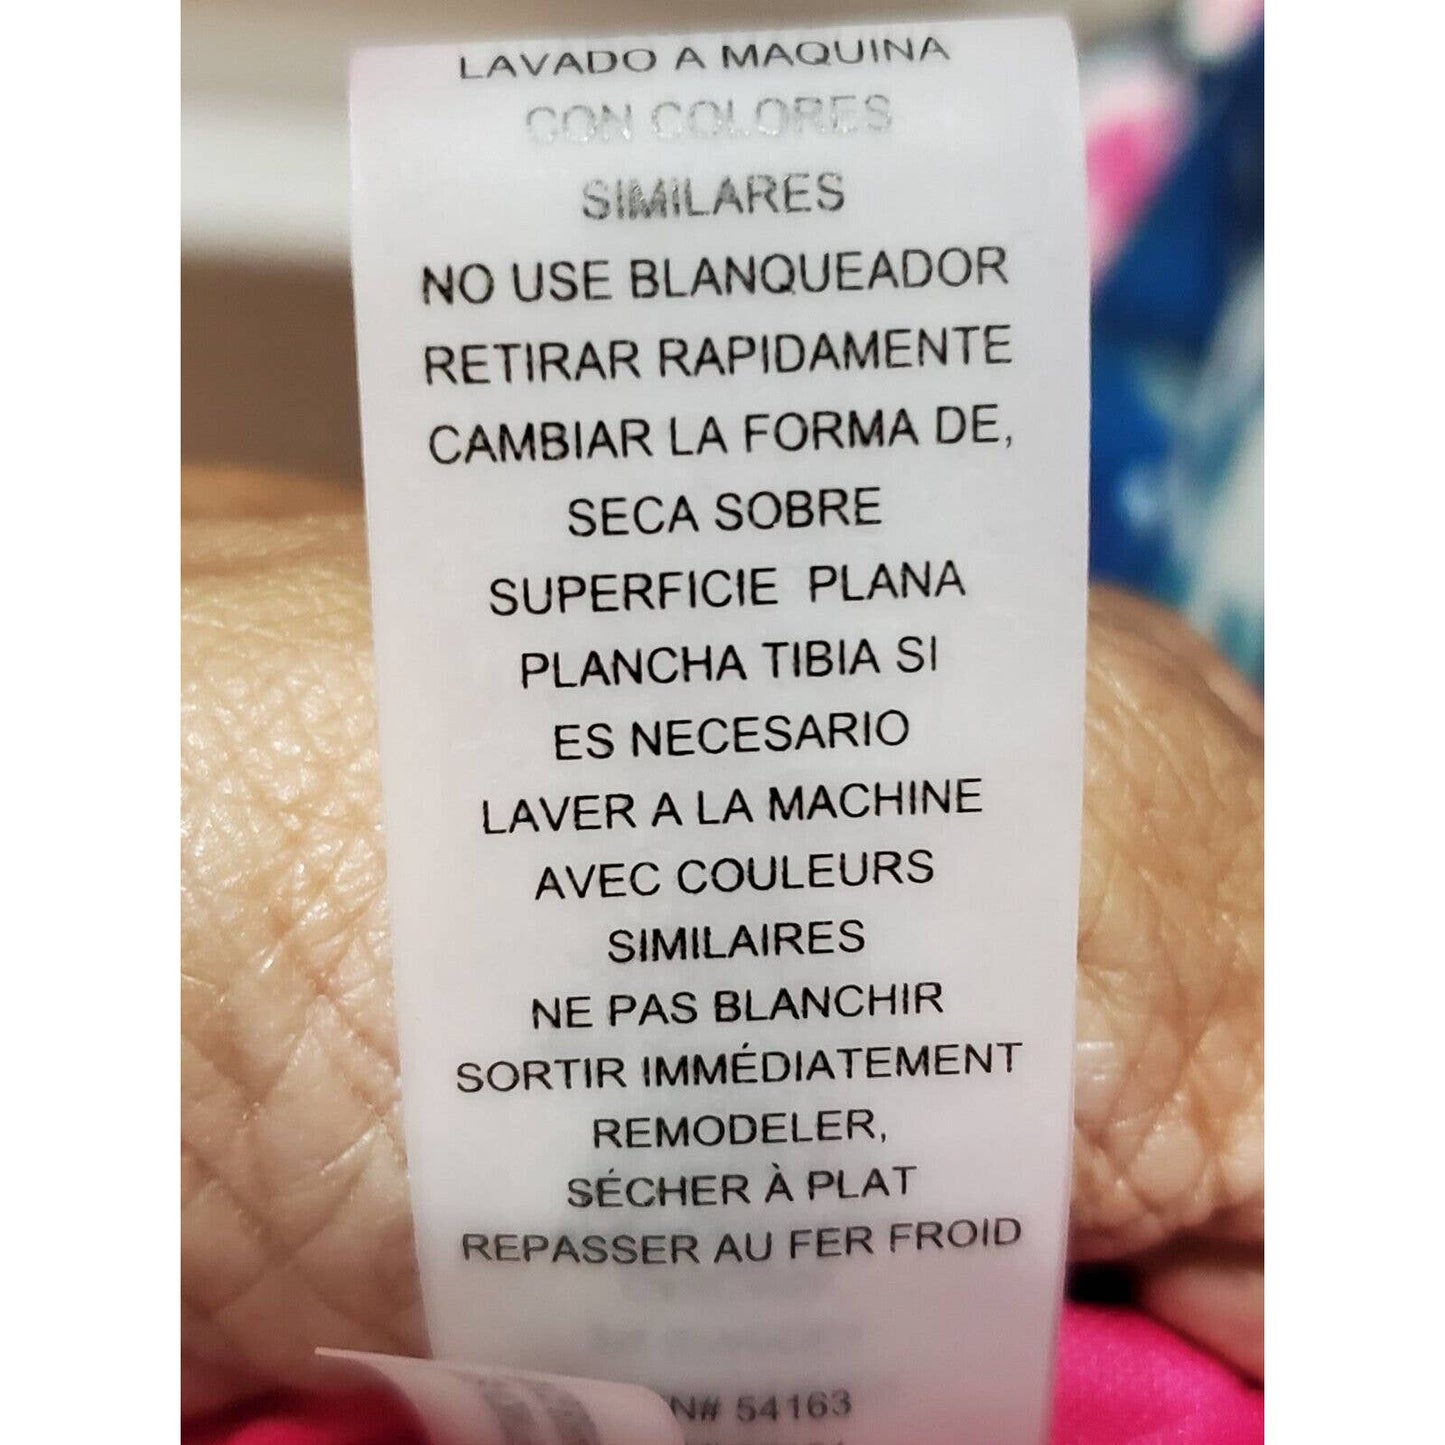 LAVADO A MAQUINA
CON COLORES
SIMILARES
NO USE BLANQUEADOR
RETIRAR RAPIDAMENTE
CAMBIAR LA FORMA DE,
SECA SOBRE
SUPERFICIE PLANA
PLANCHA TIBIA SI
ES NECESARIO
LAVER A LA MACHINE
AVEC COULEURS
SIMILAIRES
NE PAS BLANCHIR
SORTIR IMMÉDIATEMENT
REMODELER,
SÉCHER À PLAT
REPASSER AU FER FROID
N# 54163